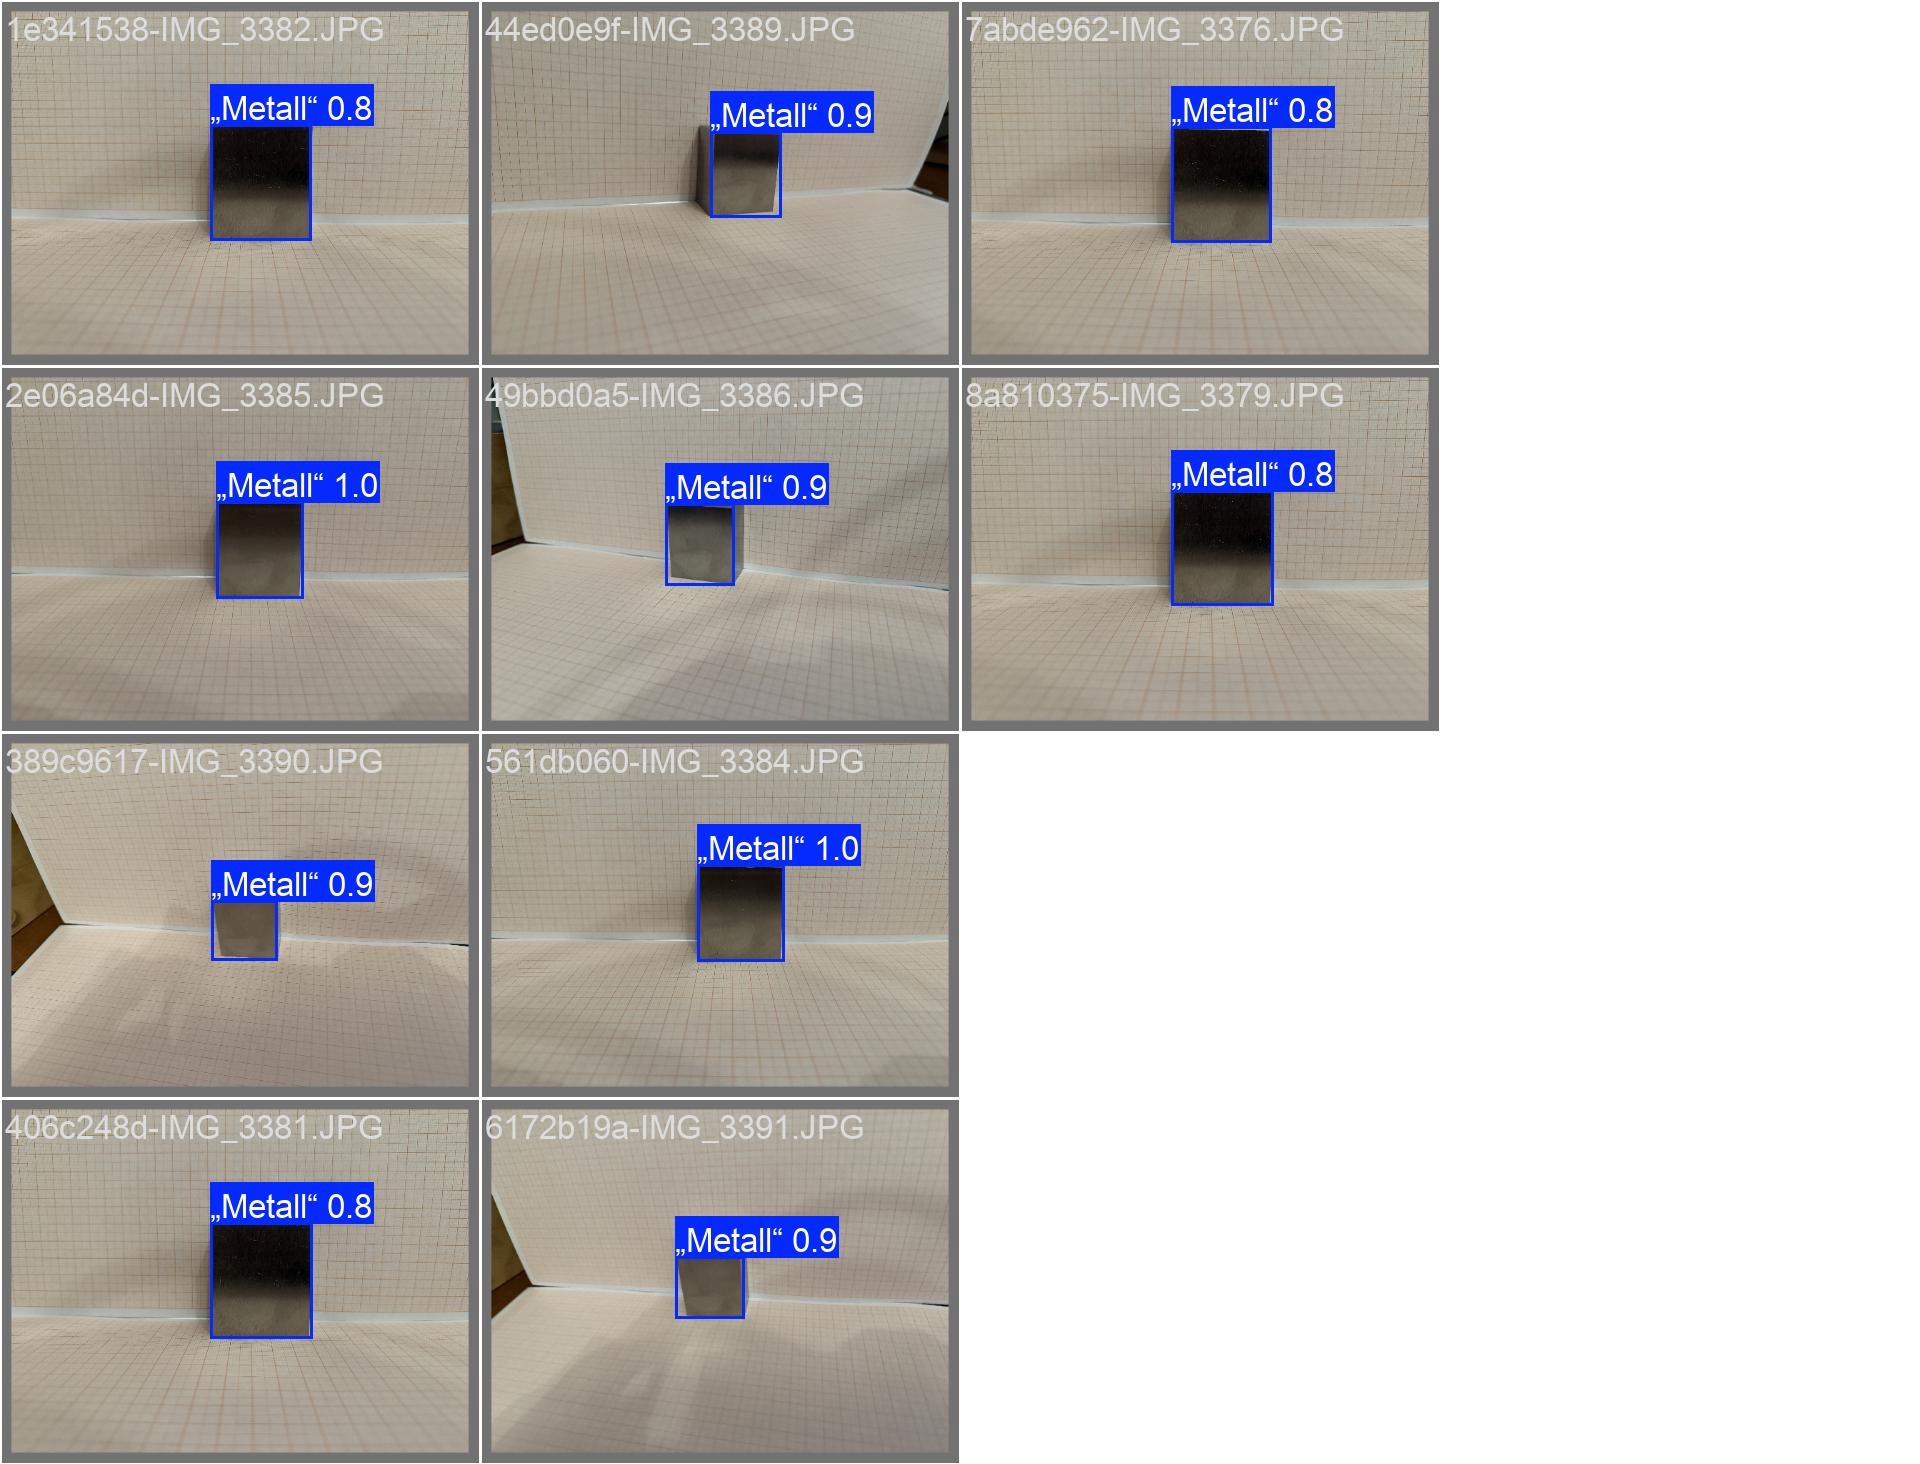 1e341538-IMG_3382.JPG
„Metall“ 0.8
44ed0e9f-IMG_3389.JPG
„Metall“ 0.9
7abde962-IMG_3376.JPG
„Metall“ 0.8
2e06a84d-IMG_3385.JPG
„Metall“ 1.0
49bbd0a5-IMG_3386.JPG
„Metall“ 0.9
8a810375-IMG_3379.JPG
„Metall“ 0.8
389c9617-IMG_3390.JPG
„Metall“ 0.9
561db060-IMG_3384.JPG
„Metall“ 1.0
406c248d-IMG_3381.JPG
„Metall“ 0.8
6172b19a-IMG_3391.JPG
„Metall“ 0.9